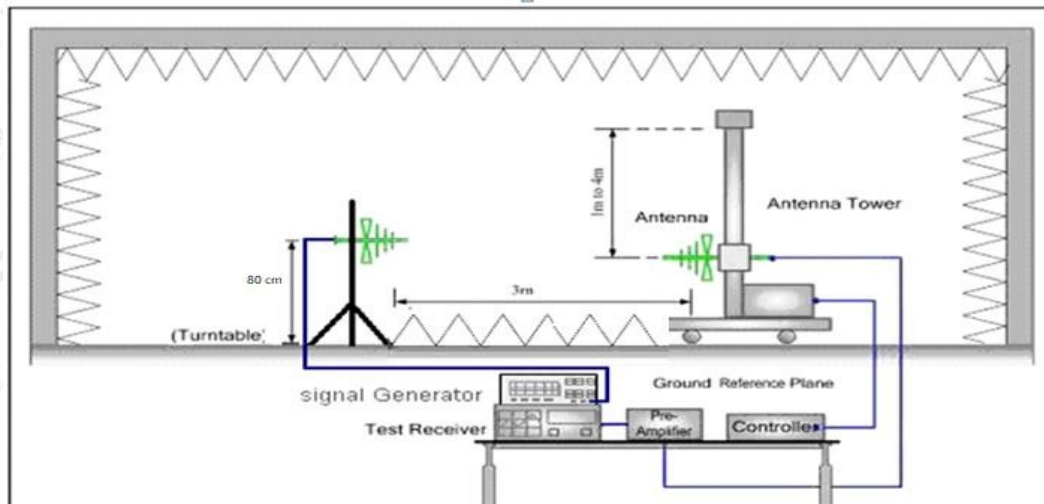 1m to 4m
Antenna
Antenna Tower
80 cm
3m
(Turntable)
Ground Reference Plane
signal Generator
Test Receiver
Pre-
Amplifier
Controller